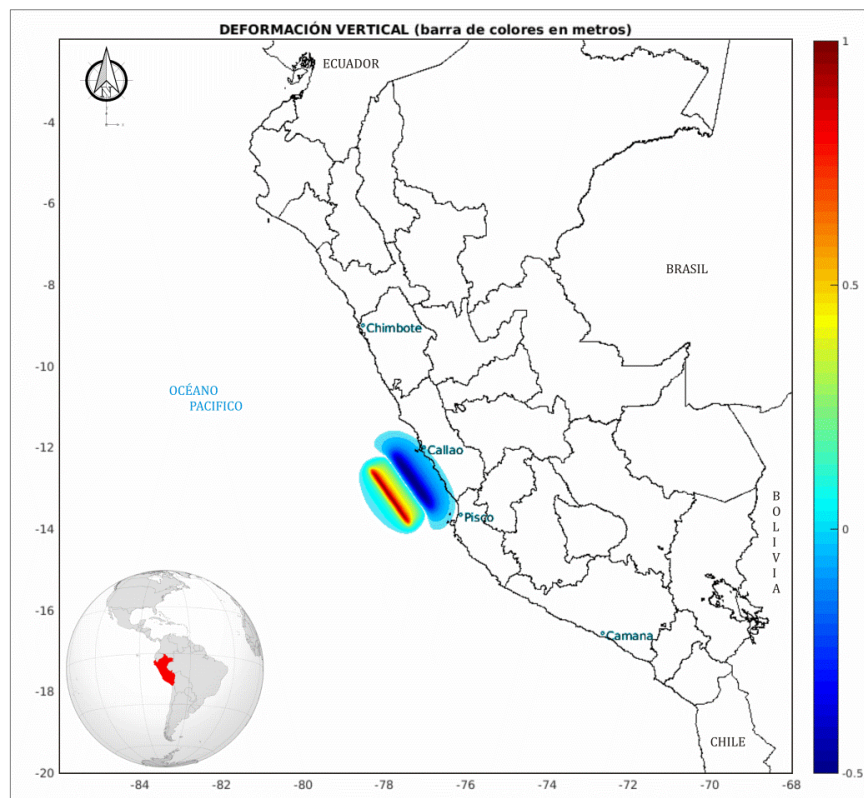 DEFORMACIÓN VERTICAL (barra de colores en metros)
1
ECUADOR
N
-4
-6
BRASIL
-8
0.5
Chimbote
-10
OCÉANO
PACIFICO
-12
Callao
BOLIVIA
Pisco
-14
0
-16
Camana
-18
CHILE
-20
-0.5
-84
-82
-80
-78
-76
-74
-72
-70
-68